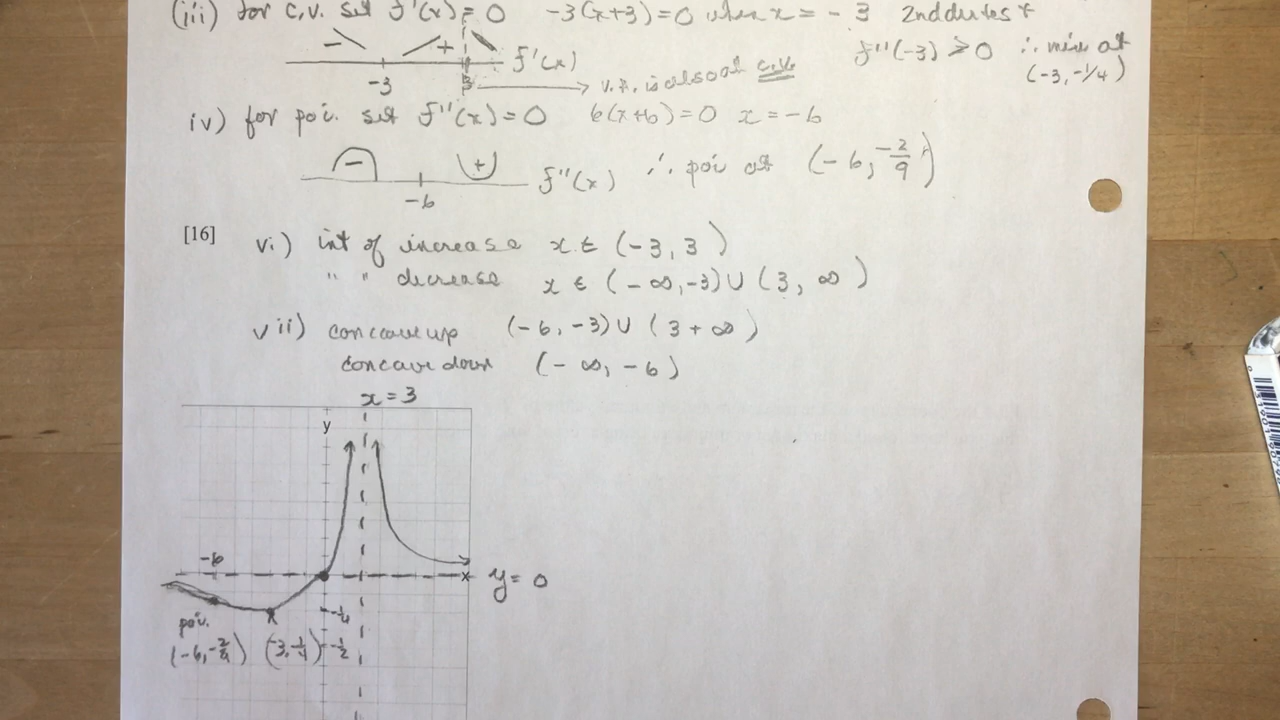 (iii) for c.v. set f'(x) = 0 -3(x+3)=0 when x = -3 2nd der test
f''(-3) > 0 ∴ min at
(-3, -1/4)
- + f'(x)
-3 3 → V.A. is also at c.v.
iv) for poi. set f''(x) = 0 6(x+6)=0 x = -6
- + f''(x) ∴ poi at (-6, -2/9)
-6
[16] vi.) int of increase x ∈ (-3, 3)
" " decrease x ∈ (-∞, -3) ∪ (3, ∞)
vii) concave up (-6, -3) ∪ (3 + ∞)
concave down (-∞, -6)
x = 3
y
-6
x y = 0
-1/4
poi.
(-6, -2/9) (-3, -1/4) -1/2